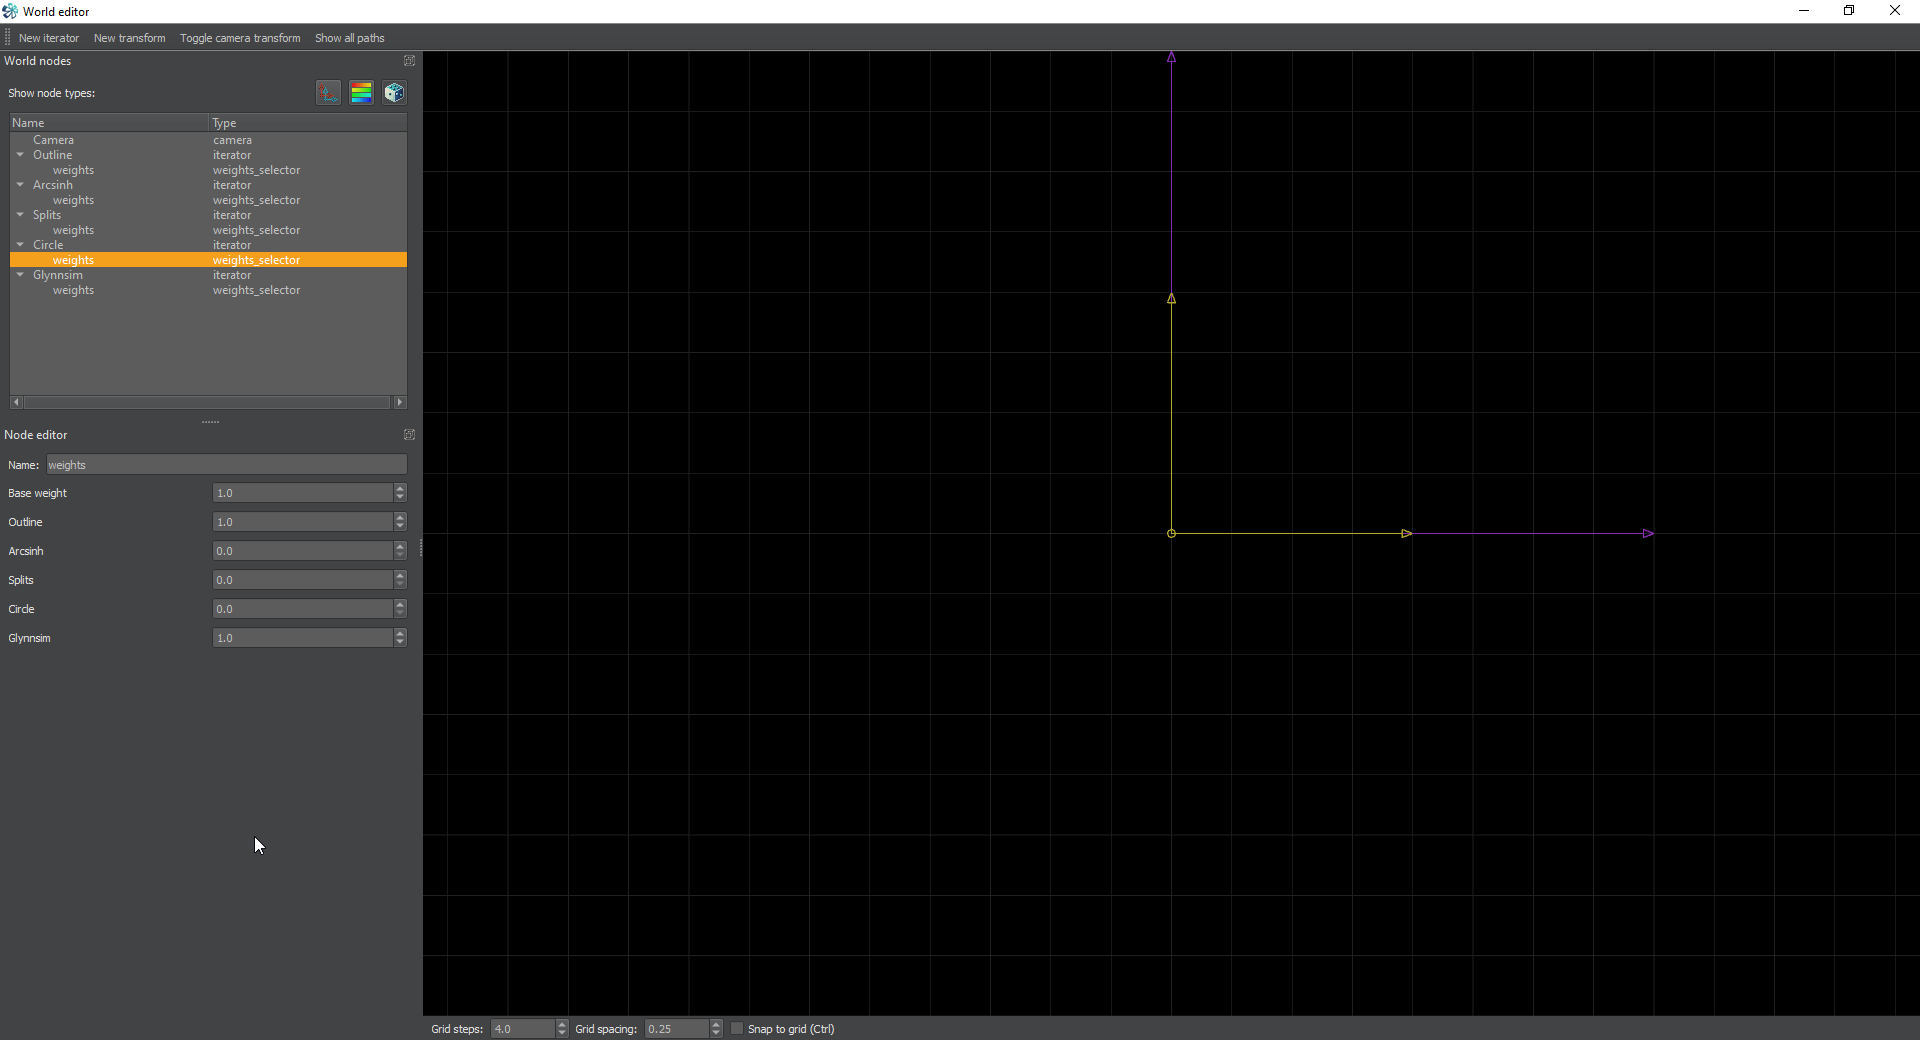 World editor
New iterator New transform Toggle camera transform Show all paths
World nodes
Show node types:
Name Type
Camera camera
Outline iterator
weights weights_selector
Arcsinh iterator
weights weights_selector
Splits iterator
weights weights_selector
Circle iterator
weights weights_selector
Glynnsim iterator
weights weights_selector
Node editor
Name: weights
Base weight 1.0
Outline 1.0
Arcsinh 0.0
Splits 0.0
Circle 0.0
Glynnsim 1.0
Grid steps: 4.0 Grid spacing: 0.25 Snap to grid (Ctrl)